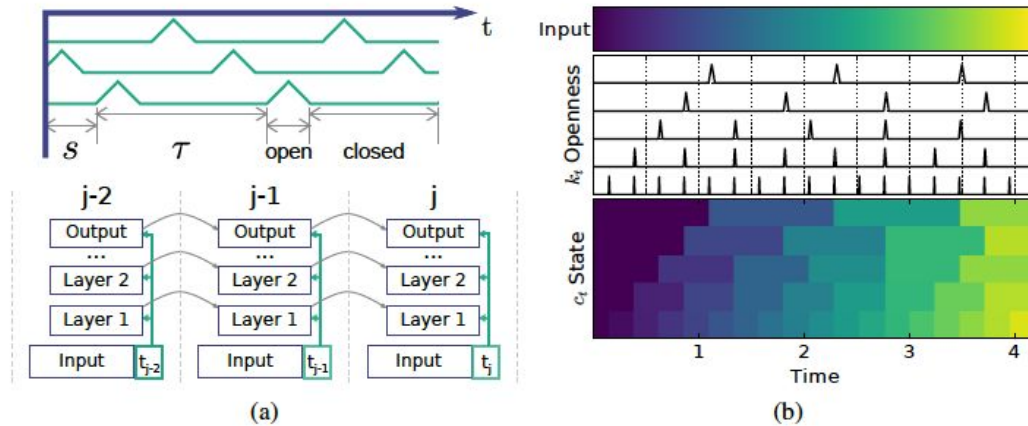 t
s
τ
open
closed
j-2
j-1
j
Output
Output
Output
...
...
...
Layer 2
Layer 2
Layer 2
Layer 1
Layer 1
Layer 1
Input
t_{j-2}
Input
t_{j-1}
Input
t_j
(a)
Input
k_t Openness
c_t State
1
2
3
4
Time
(b)